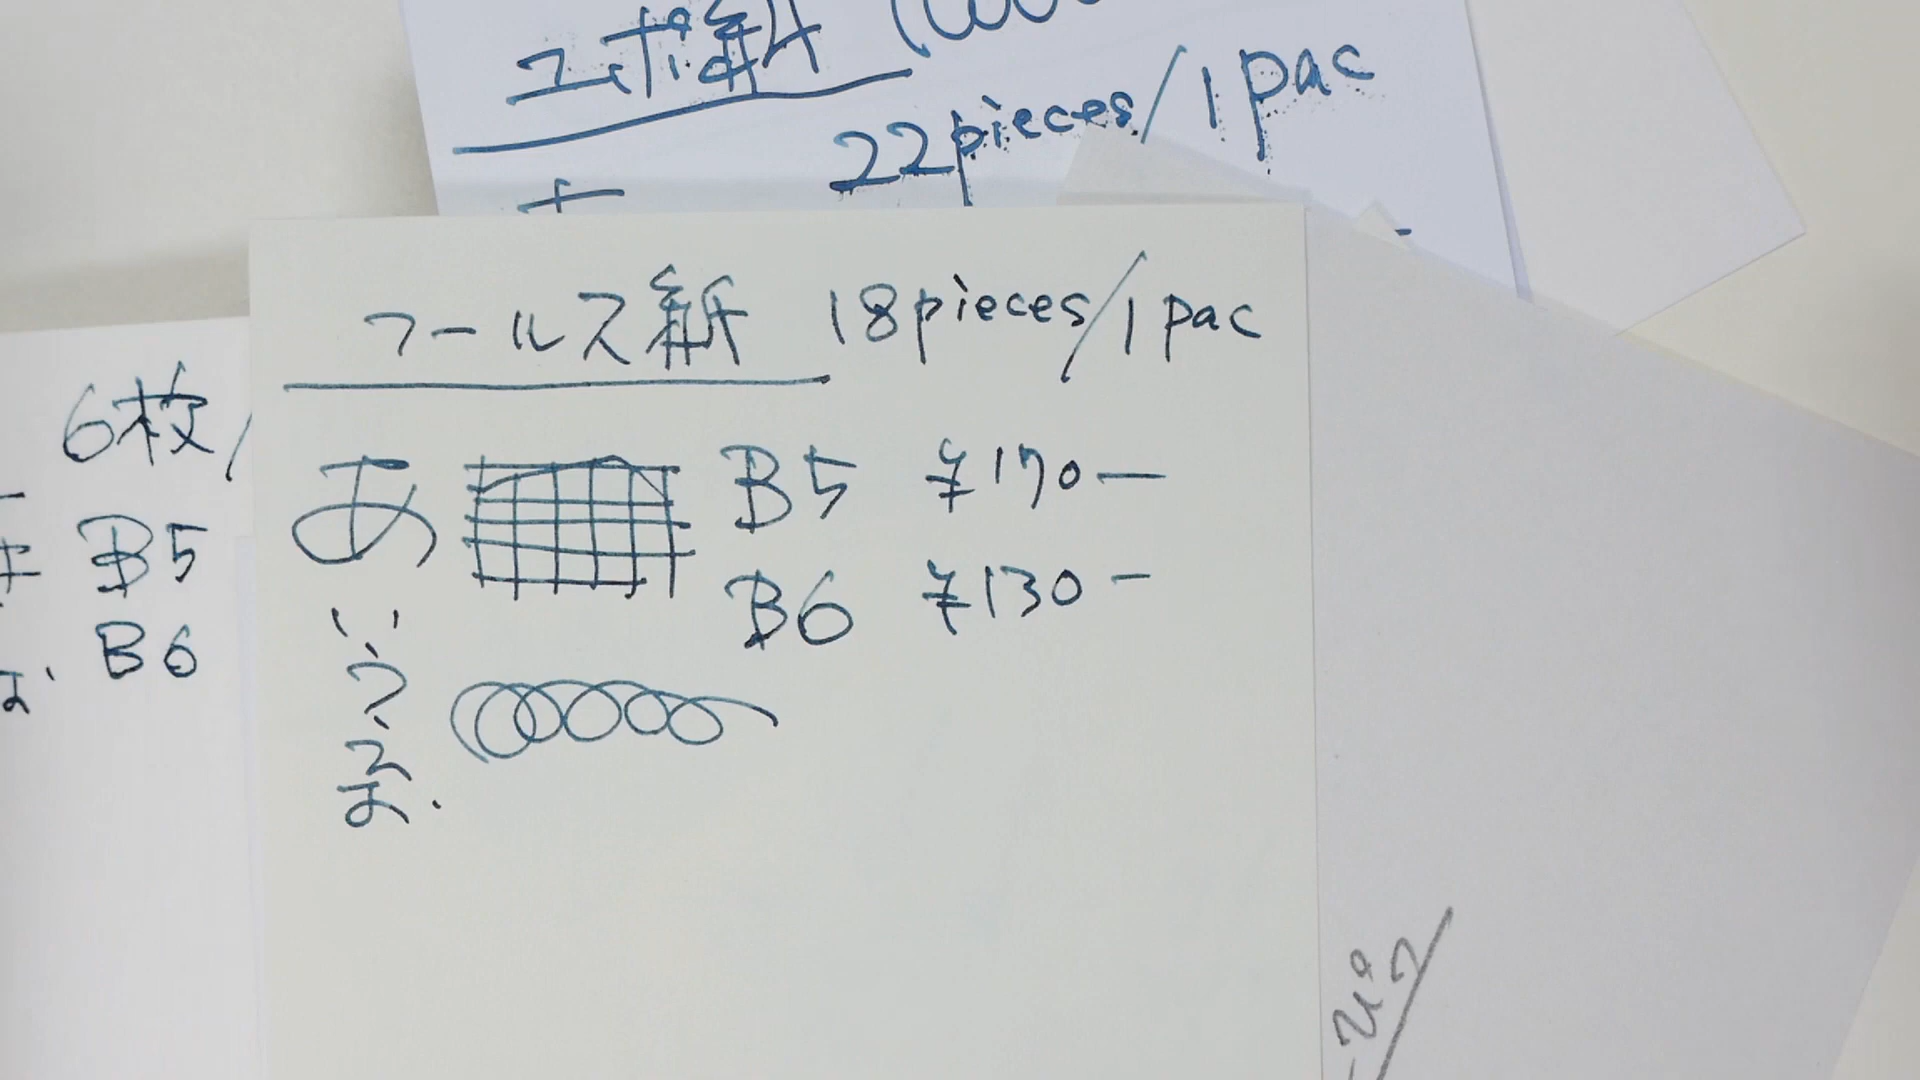 エポ紙
22pieces/1pac
フールス紙 18pieces/1pac
あ B5 ¥170ー
B6 ¥130ー
い
う
え
お.
6枚/
B5
B6